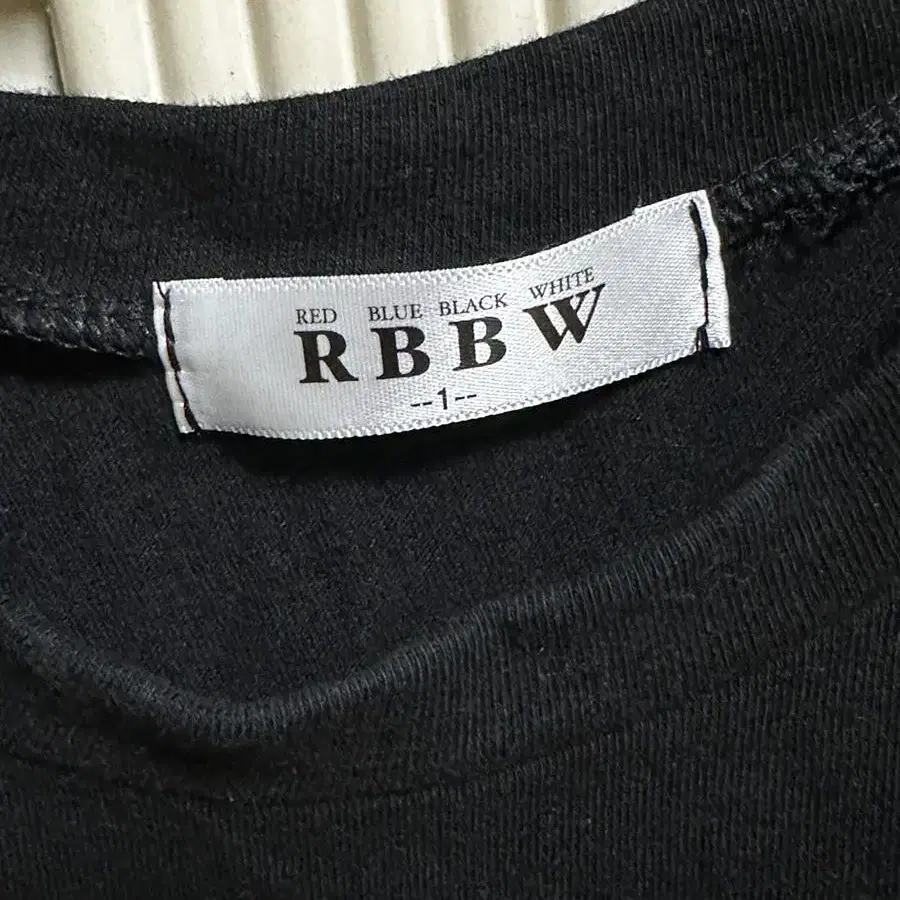 RED BLUE BLACK WHITE
RBBW
--1--